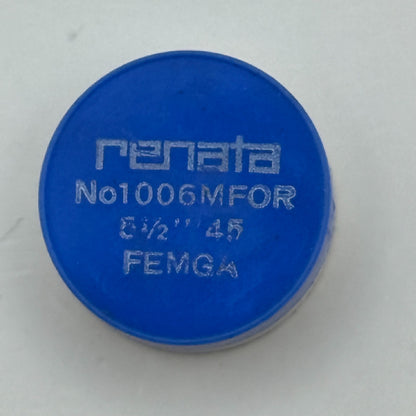 renata
No1006MFOR
5½''' 45
FEMGA